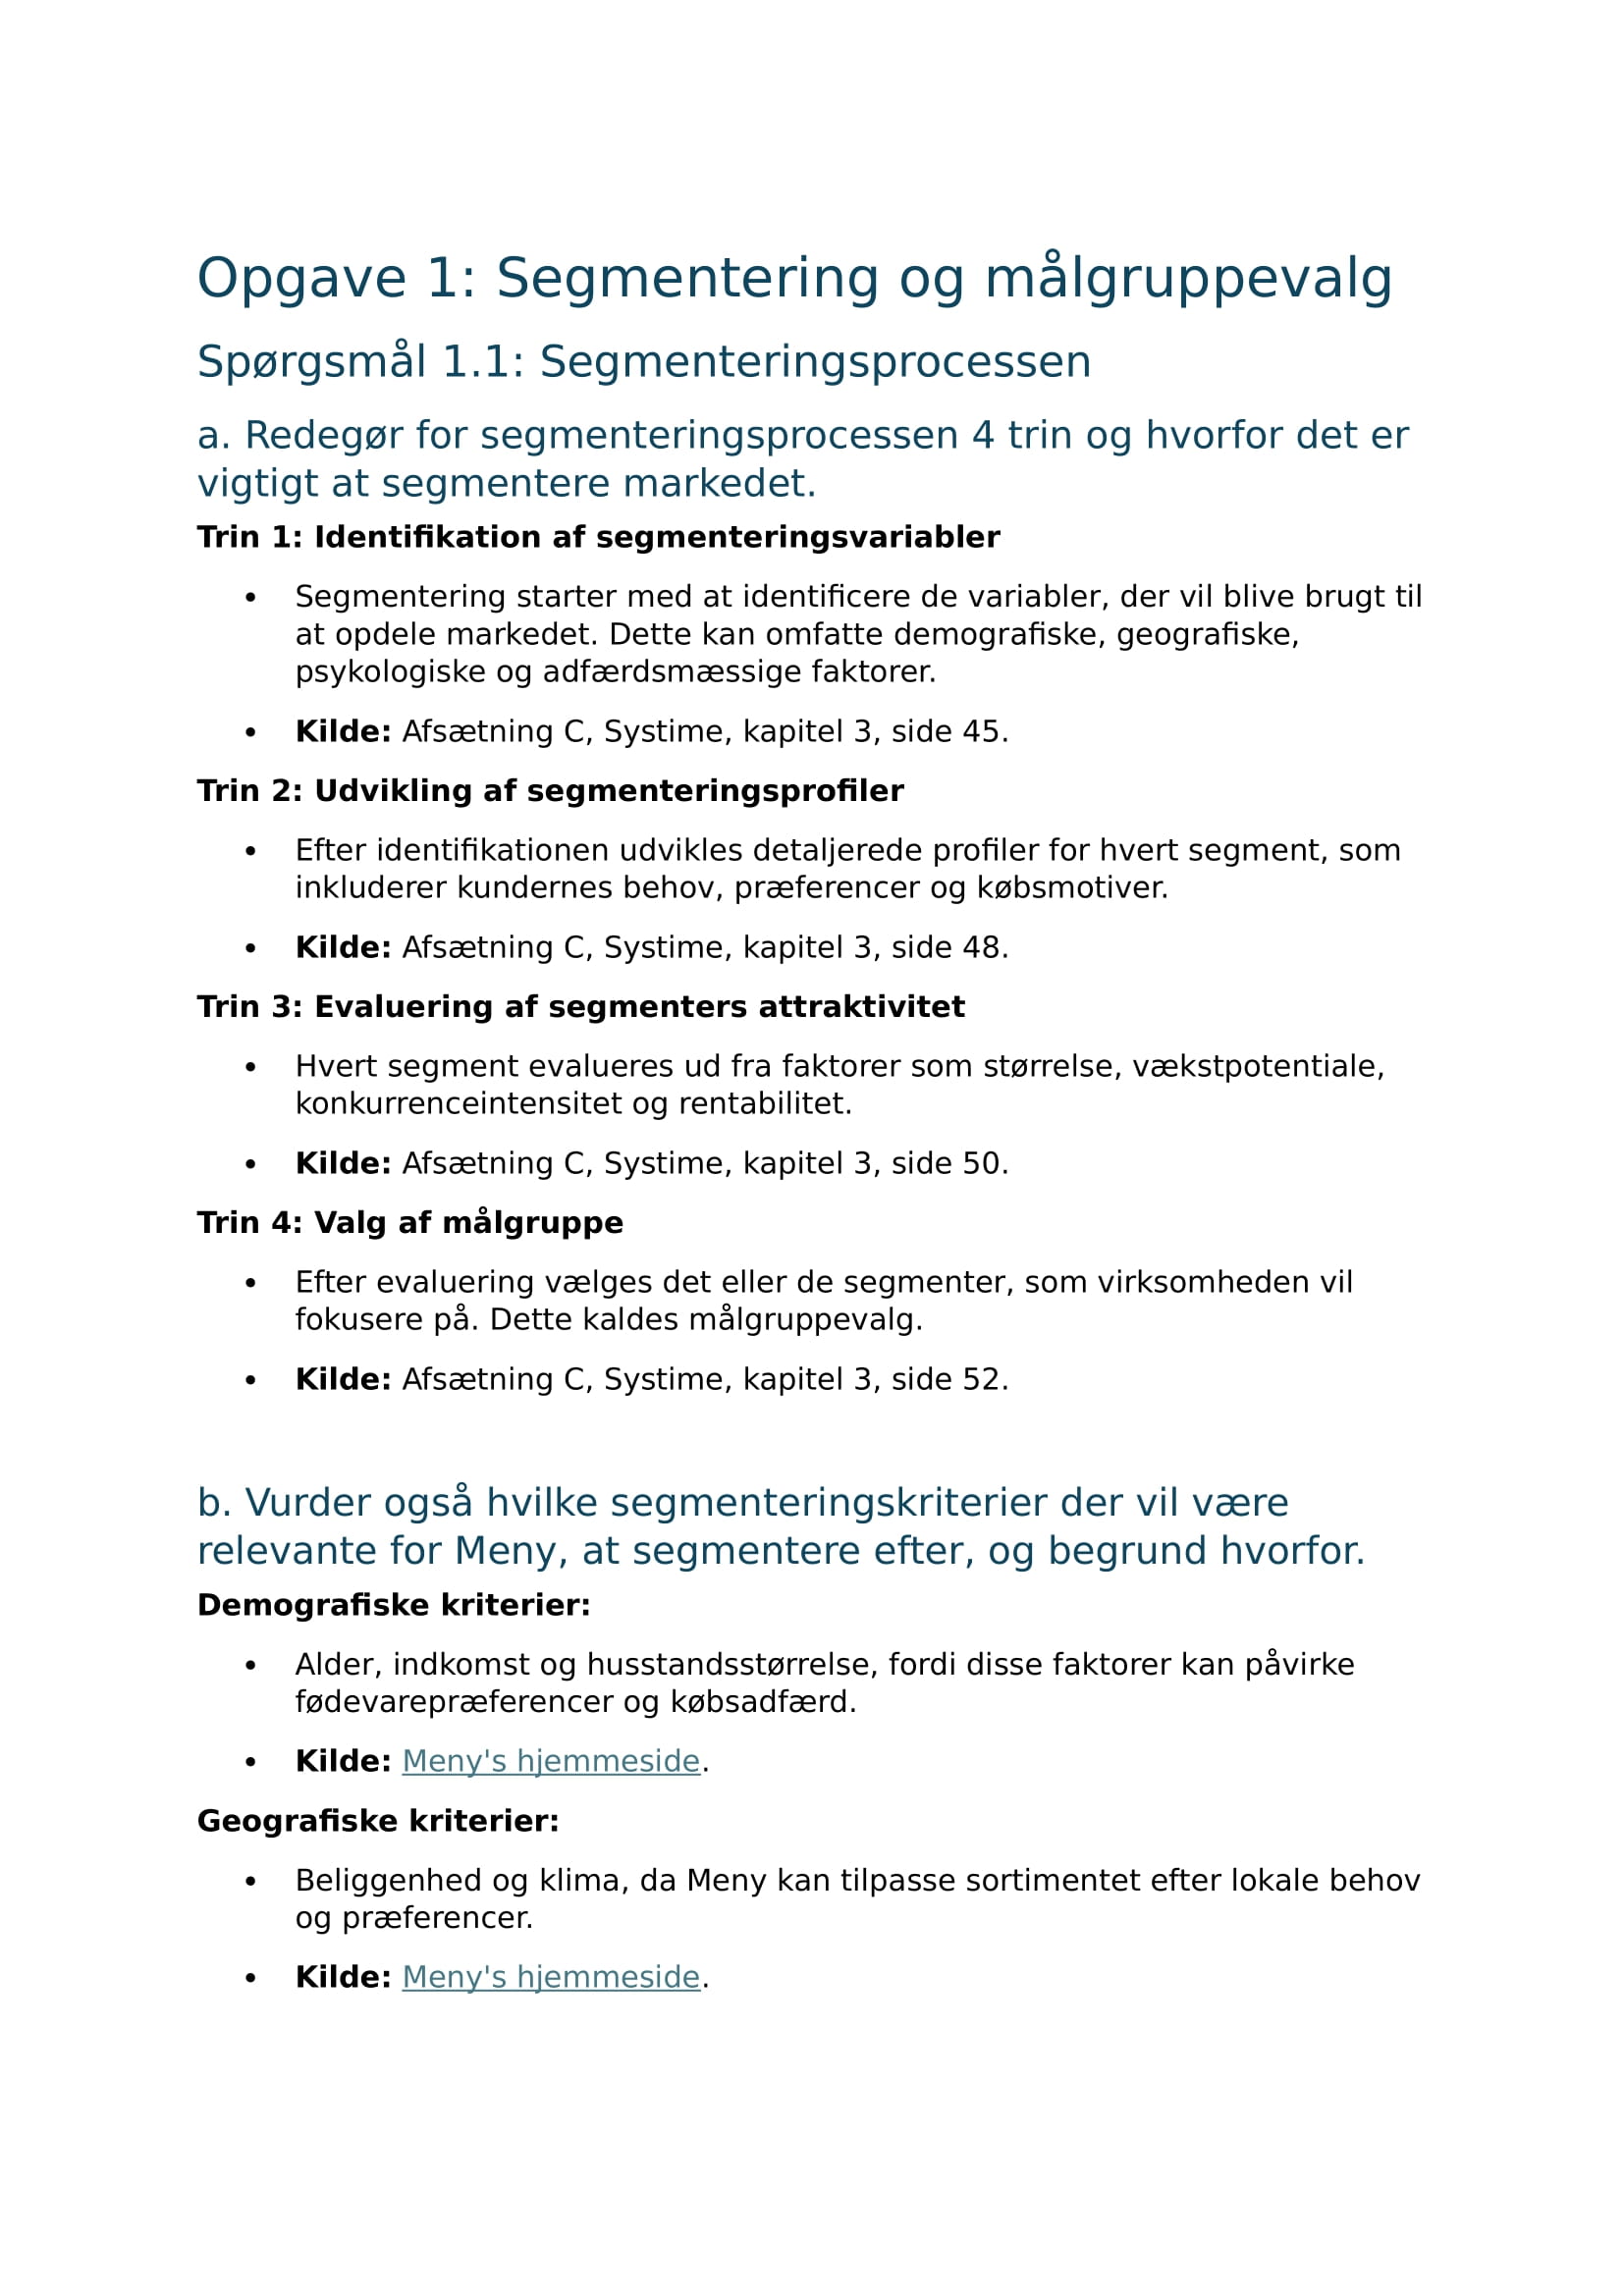 Opgave 1: Segmentering og målgruppevalg
Spørgsmål 1.1: Segmenteringsprocessen
a. Redegør for segmenteringsprocessen 4 trin og hvorfor det er
vigtigt at segmentere markedet.
Trin 1: Identifikation af segmenteringsvariabler
• Segmentering starter med at identificere de variabler, der vil blive brugt til
at opdele markedet. Dette kan omfatte demografiske, geografiske,
psykologiske og adfærdsmæssige faktorer.
• Kilde: Afsætning C, Systime, kapitel 3, side 45.
Trin 2: Udvikling af segmenteringsprofiler
• Efter identifikationen udvikles detaljerede profiler for hvert segment, som
inkluderer kundernes behov, præferencer og købsmotiver.
• Kilde: Afsætning C, Systime, kapitel 3, side 48.
Trin 3: Evaluering af segmenters attraktivitet
• Hvert segment evalueres ud fra faktorer som størrelse, vækstpotentiale,
konkurrenceintensitet og rentabilitet.
• Kilde: Afsætning C, Systime, kapitel 3, side 50.
Trin 4: Valg af målgruppe
• Efter evaluering vælges det eller de segmenter, som virksomheden vil
fokusere på. Dette kaldes målgruppevalg.
• Kilde: Afsætning C, Systime, kapitel 3, side 52.
b. Vurder også hvilke segmenteringskriterier der vil være
relevante for Meny, at segmentere efter, og begrund hvorfor.
Demografiske kriterier:
• Alder, indkomst og husstandsstørrelse, fordi disse faktorer kan påvirke
fødevarepræferencer og købsadfærd.
• Kilde: Meny's hjemmeside.
Geografiske kriterier:
• Beliggenhed og klima, da Meny kan tilpasse sortimentet efter lokale behov
og præferencer.
• Kilde: Meny's hjemmeside.